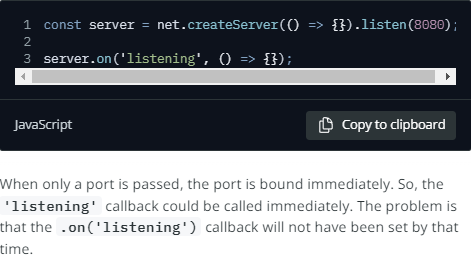 1 const server = net.createServer(() => {}).listen(8080);
2
3 server.on('listening', () => {});
JavaScript
Copy to clipboard
When only a port is passed, the port is bound immediately. So, the
'listening' callback could be called immediately. The problem is
that the .on('listening') callback will not have been set by that
time.